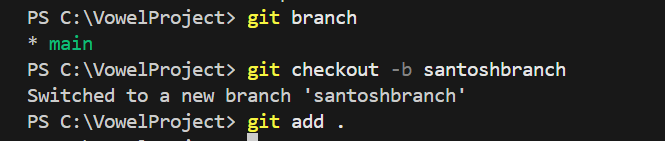 PS C:\VowelProject> git branch
* main
PS C:\VowelProject> git checkout -b santoshbranch
Switched to a new branch 'santoshbranch'
PS C:\VowelProject> git add .